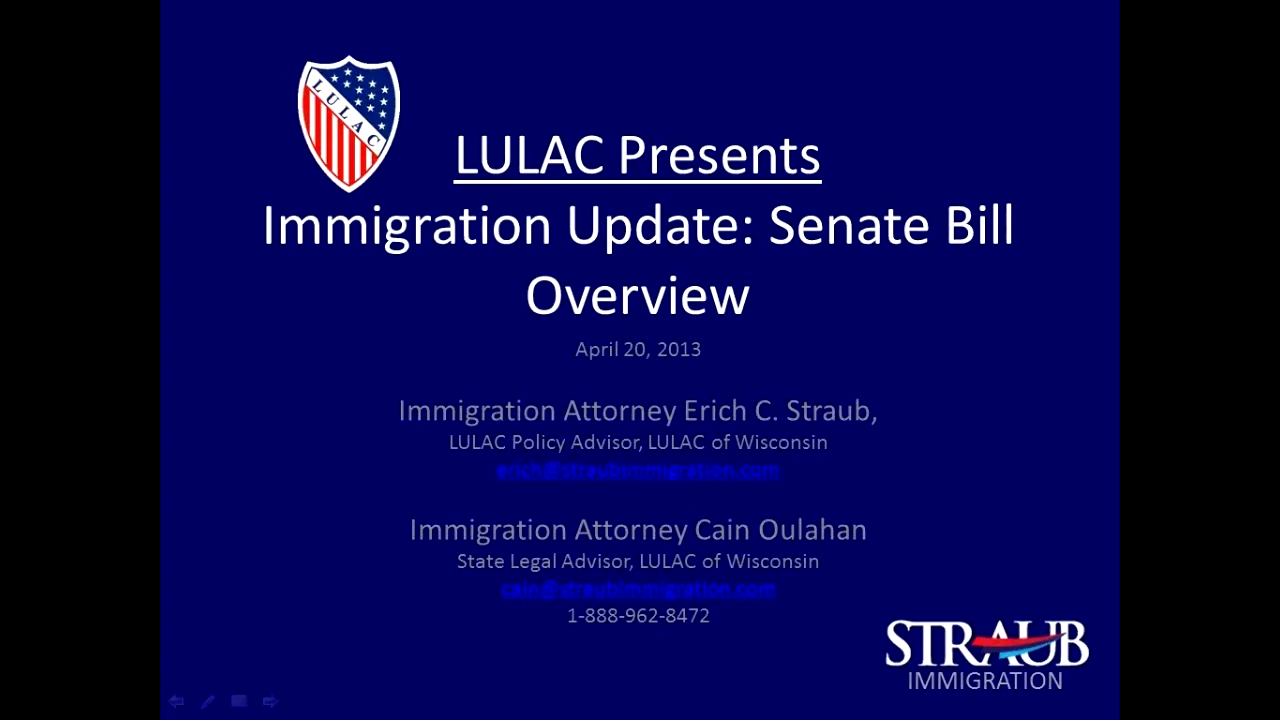 LULAC
LULAC Presents
Immigration Update: Senate Bill
Overview
April 20, 2013
Immigration Attorney Erich C. Straub,
LULAC Policy Advisor, LULAC of Wisconsin
erich@straubimmigration.com
Immigration Attorney Cain Oulahan
State Legal Advisor, LULAC of Wisconsin
cain@straubimmigration.com
1-888-962-8472
STRAUB
IMMIGRATION